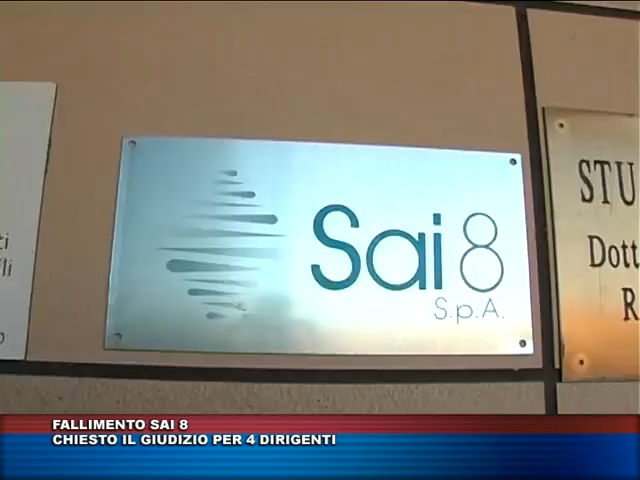 Sai 8
S.p.A.
STU
Dott
R
FALLIMENTO SAI 8
CHIESTO IL GIUDIZIO PER 4 DIRIGENTI